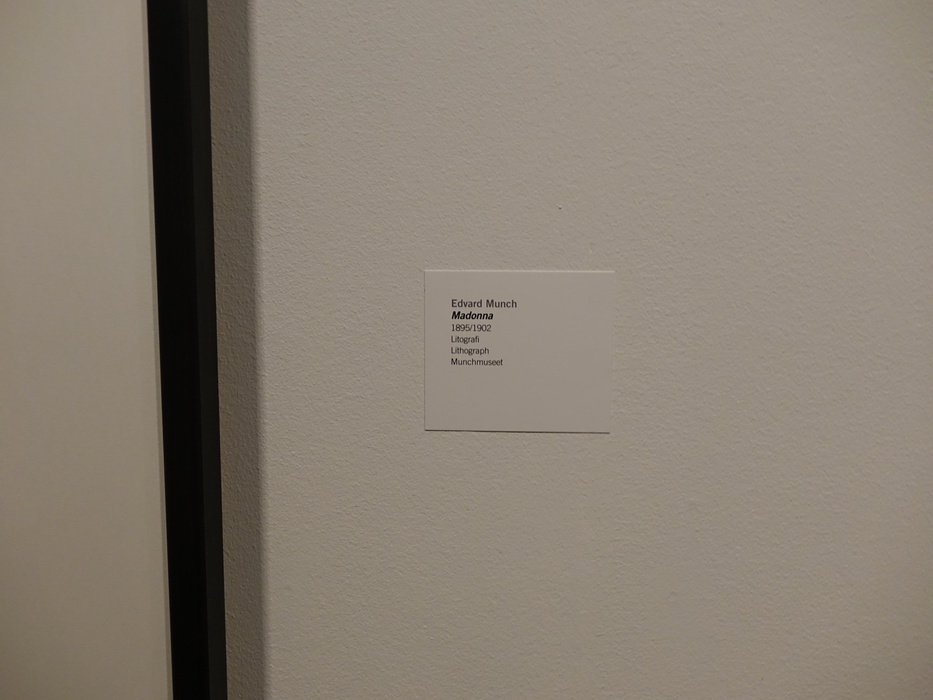 Edvard Munch
Madonna
1895/1902
Litografi
Lithograph
Munchmuseet